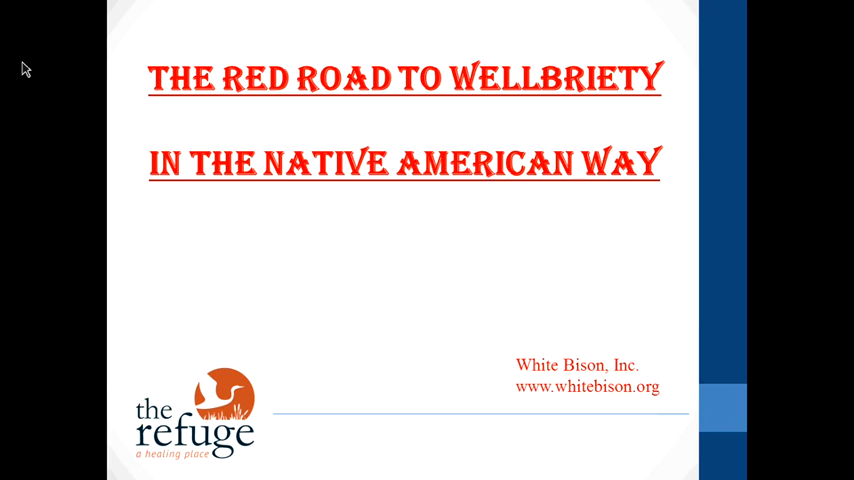 THE RED ROAD TO WELLBRIETY
IN THE NATIVE AMERICAN WAY
White Bison, Inc.
www.whitebison.org
the
refuge
a healing place